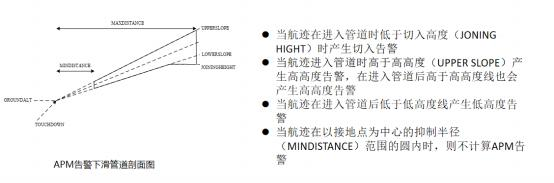 MAXDISTANCE
UPPERSLOPE
MINDISTANCE
LOWERSLOPE
JOININGHEIGHT
GROUNDALT
TOUCHDOWN
APM告警下滑管道剖面图
● 当航迹在进入管道时低于切入高度（JONING
HIGHT）时产生切入告警
● 当航迹进入管道时高于高高度（UPPER SLOPE）产
生高高度告警，在进入管道后高于高高度线也会
产生高高度告警
● 当航迹在进入管道后低于低高度线产生低高度告
警
● 当航迹在以接地点为中心的抑制半径
（MINDISTANCE）范围的圆内时，则不计算APM告
警